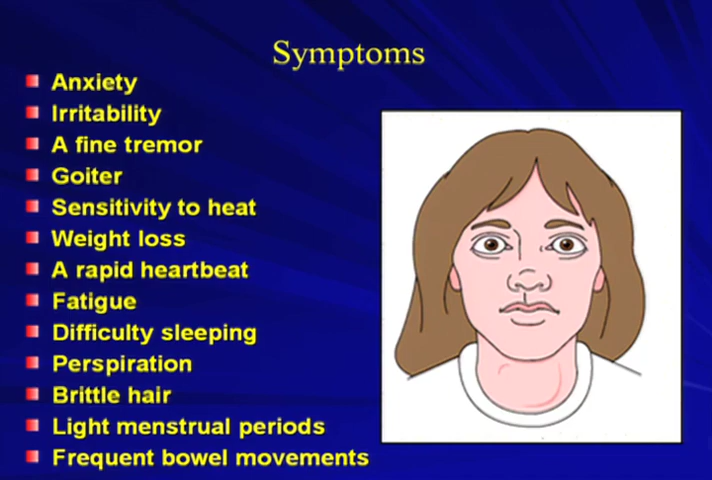 Symptoms
Anxiety
Irritability
A fine tremor
Goiter
Sensitivity to heat
Weight loss
A rapid heartbeat
Fatigue
Difficulty sleeping
Perspiration
Brittle hair
Light menstrual periods
Frequent bowel movements